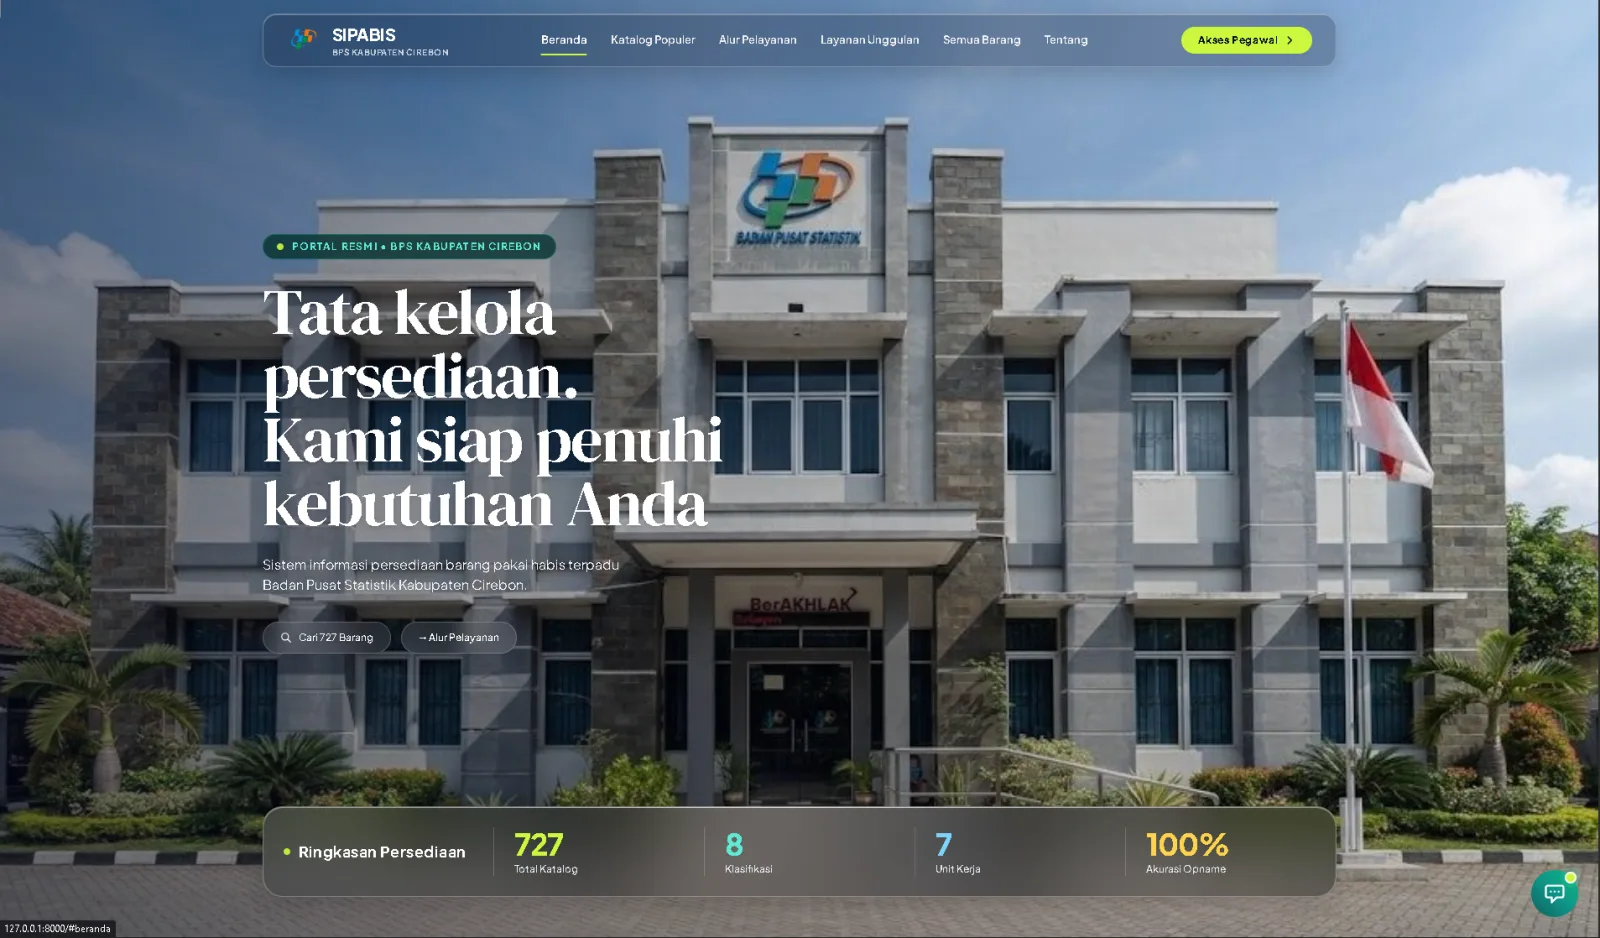 SIPABIS
BPS KABUPATEN CIREBON
Beranda
Katalog Populer
Alur Pelayanan
Layanan Unggulan
Semua Barang
Tentang
Akses Pegawai
BADAN PUSAT STATISTIK
PORTAL RESMI • BPS KABUPATEN CIREBON
Tata kelola
persediaan.
Kami siap penuhi
kebutuhan Anda
Sistem informasi persediaan barang pakai habis terpadu
Badan Pusat Statistik Kabupaten Cirebon.
BerAKHLAK
Cari 727 Barang
→ Alur Pelayanan
Ringkasan Persediaan
727
Total Katalog
8
Klasifikasi
7
Unit Kerja
100%
Akurasi Opname
127.0.0.1:8000/#beranda